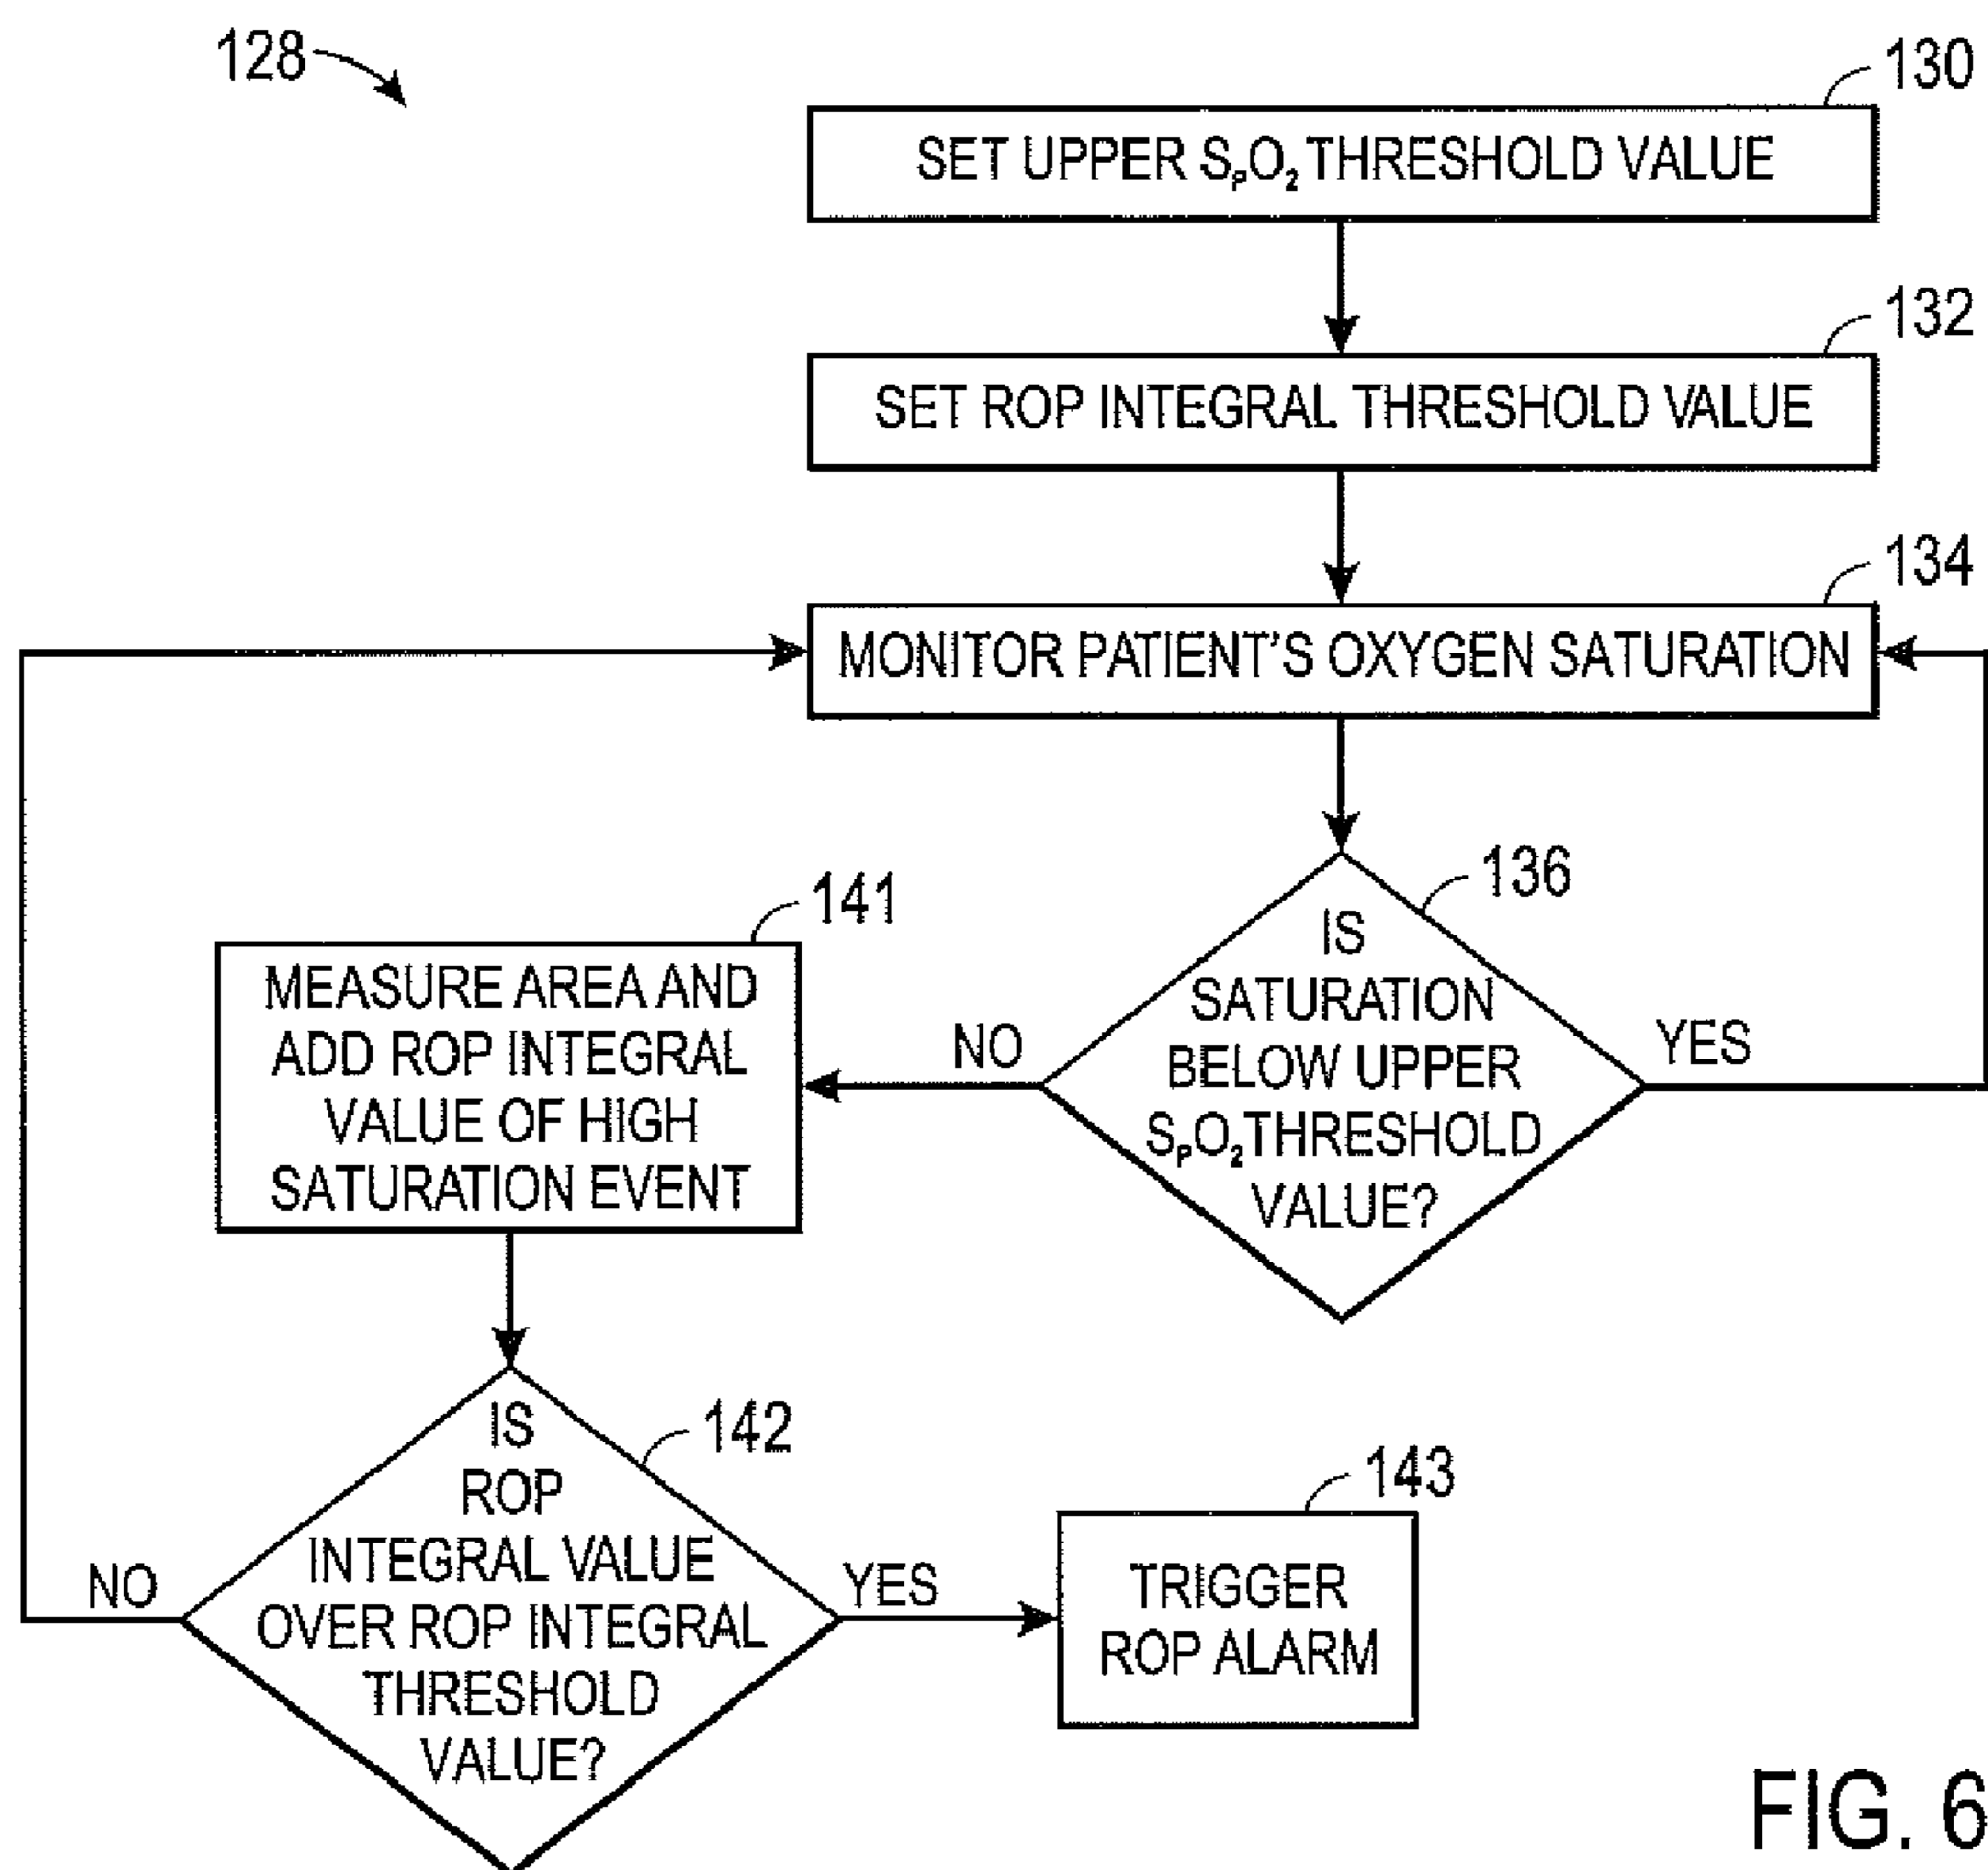 128
130
SET UPPER SPO2 THRESHOLD VALUE
132
SET ROP INTEGRAL THRESHOLD VALUE
134
MONITOR PATIENT'S OXYGEN SATURATION
136
IS
SATURATION
BELOW UPPER
SPO2 THRESHOLD
VALUE?
YES
NO
141
MEASURE AREA AND
ADD ROP INTEGRAL
VALUE OF HIGH
SATURATION EVENT
142
IS
ROP
INTEGRAL VALUE
OVER ROP INTEGRAL
THRESHOLD
VALUE?
NO
YES
143
TRIGGER
ROP ALARM
FIG. 6